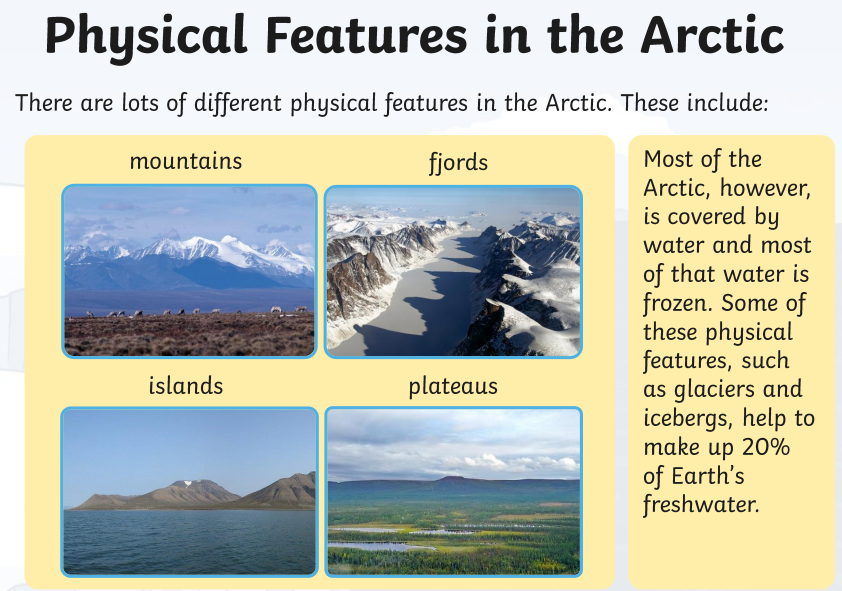 Physical Features in the Arctic
There are lots of different physical features in the Arctic. These include:
mountains
fjords
islands
plateaus
Most of the
Arctic, however,
is covered by
water and most
of that water is
frozen. Some of
these physical
features, such
as glaciers and
icebergs, help to
make up 20%
of Earth's
freshwater.